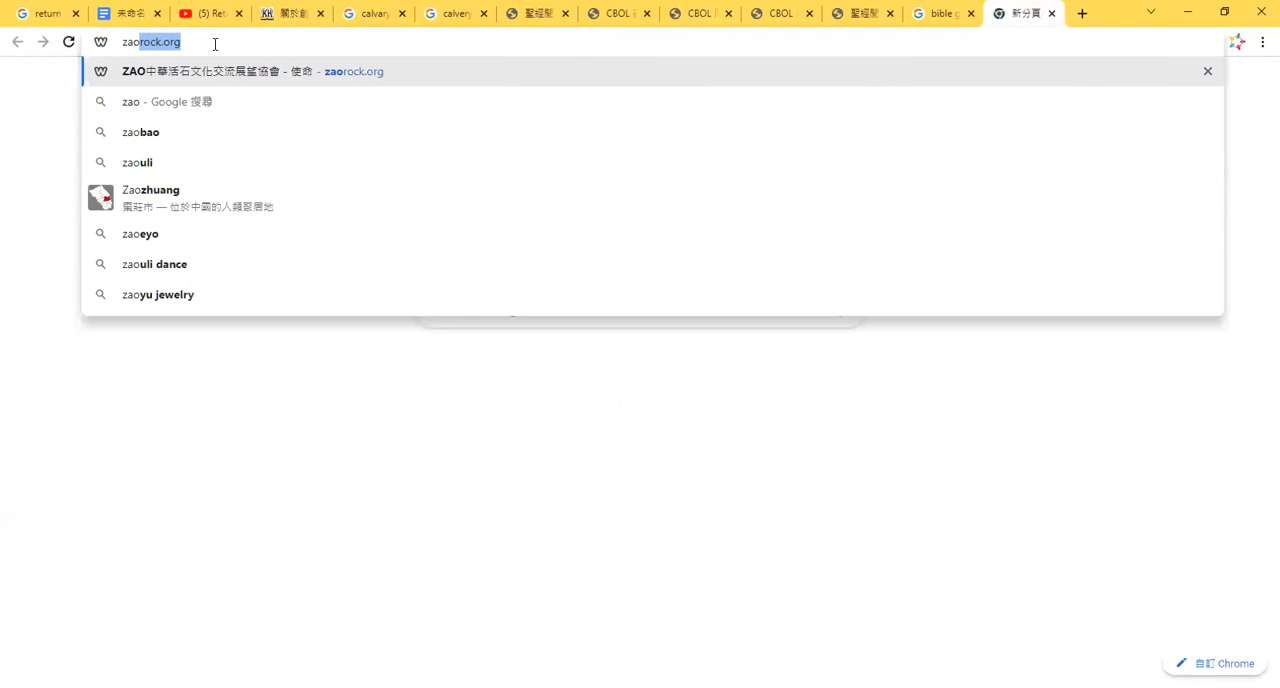 return
未命名
(5) Ret
關於創
calvary
calvery
聖經閱
CBOL
CBOL
CBOL
聖經閱
bible g
新分頁
zaorock.org
ZAO中華活石文化交流展望協會 - 使命 - zaorock.org
zao - Google 搜尋
zaobao
zaouli
Zaozhuang
棗莊市 — 位於中國的人類聚居地
zaoeyo
zaouli dance
zaoyu jewelry
自訂 Chrome